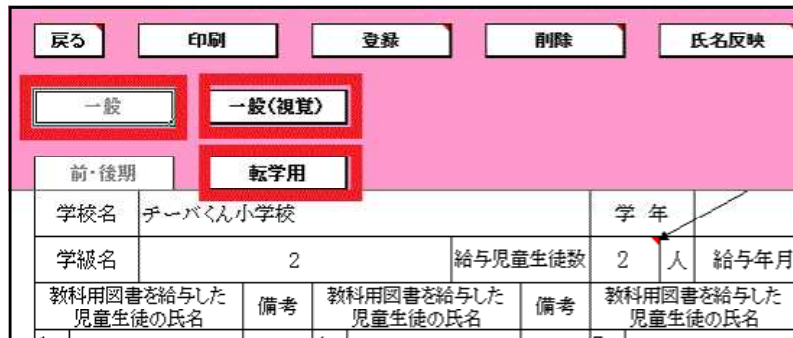 戻る 印刷 登録 削除 氏名反映
一般 一般(視覚)
前・後期 転学用
学校名 チーバくん小学校 学 年
学級名 2 給与児童生徒数 2 人 給与年月
教科用図書を給与した 備考 教科用図書を給与した 備考 教科用図書を給与した
児童生徒の氏名 児童生徒の氏名 児童生徒の氏名